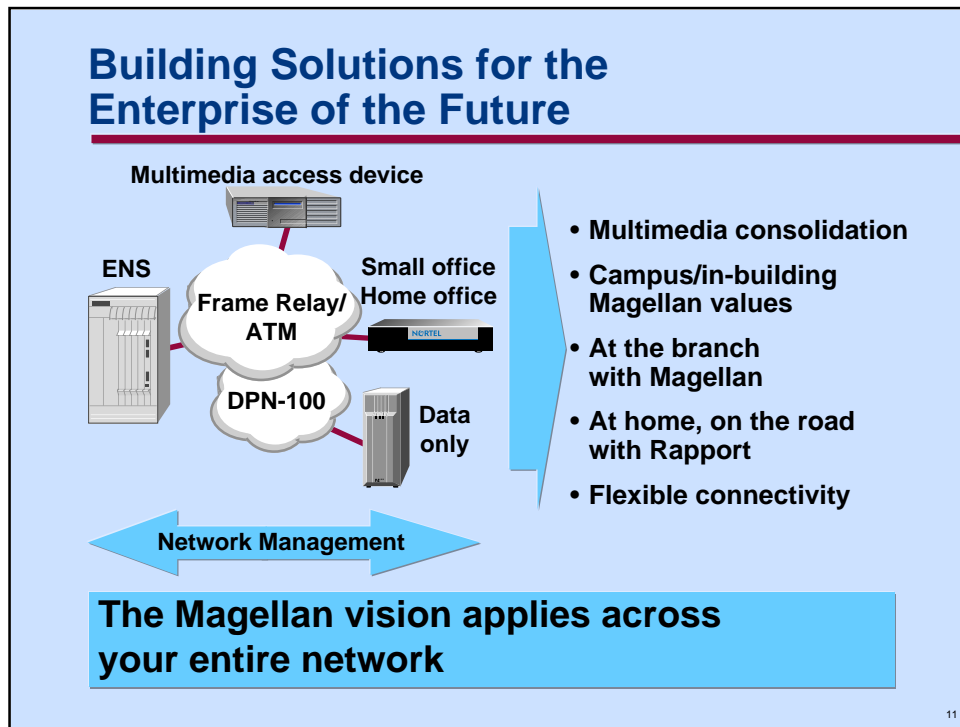 Building Solutions for the
Enterprise of the Future
Multimedia access device
ENS
Frame Relay/
ATM
Small office
Home office
NORTEL
DPN-100
Data
only
Network Management
• Multimedia consolidation
• Campus/in-building
Magellan values
• At the branch
with Magellan
• At home, on the road
with Rapport
• Flexible connectivity
The Magellan vision applies across
your entire network
11